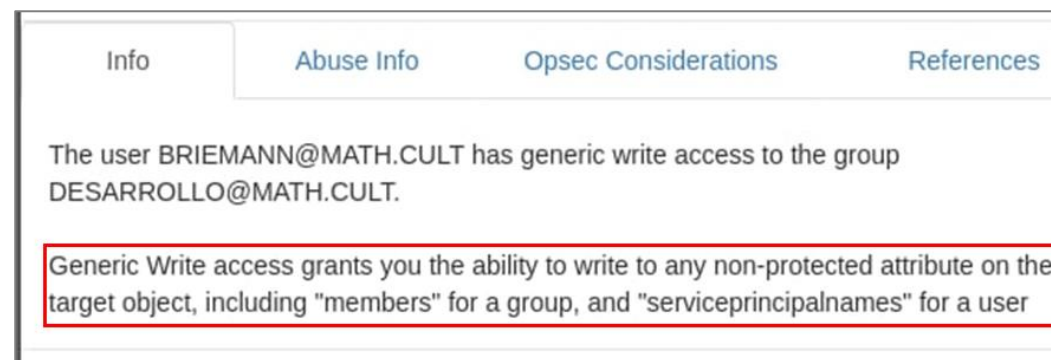 Info Abuse Info Opsec Considerations References
The user BRIEMANN@MATH.CULT has generic write access to the group
DESARROLLO@MATH.CULT.
Generic Write access grants you the ability to write to any non-protected attribute on the
target object, including "members" for a group, and "serviceprincipalnames" for a user